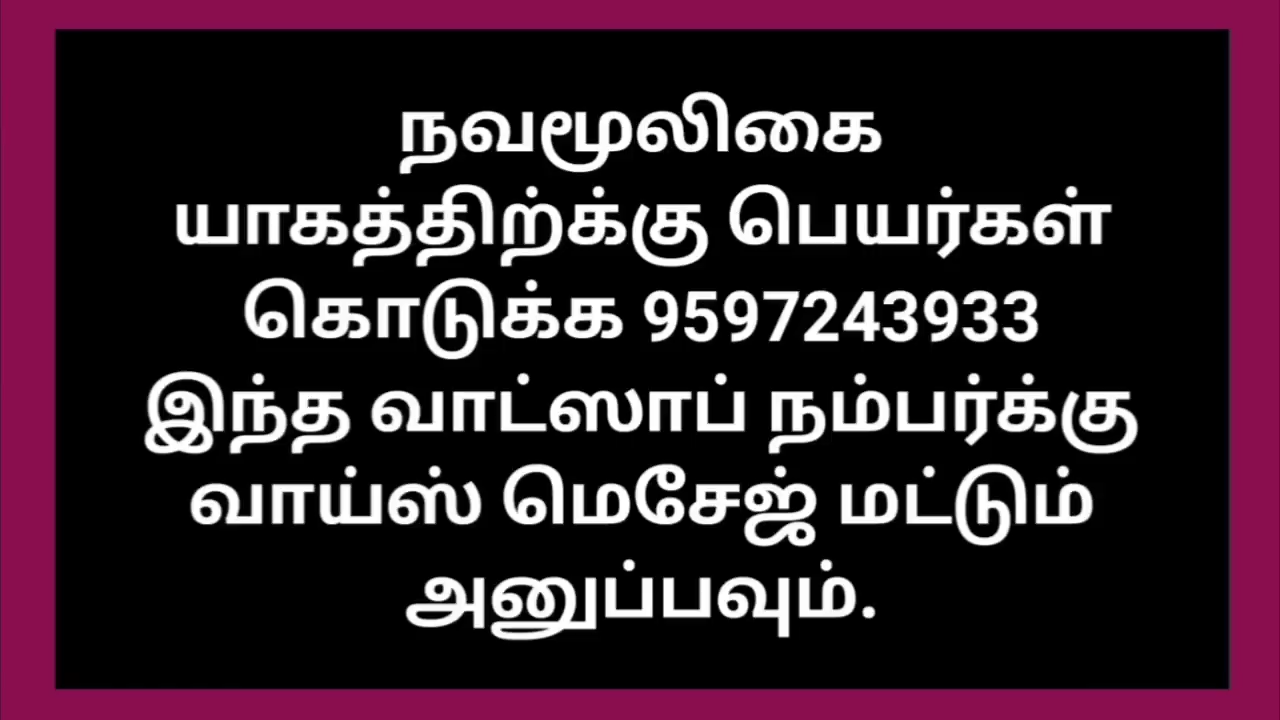 நவமூலிகை
யாகத்திற்க்கு பெயர்கள்
கொடுக்க 9597243933
இந்த வாட்ஸாப் நம்பர்க்கு
வாய்ஸ் மெசேஜ் மட்டும்
அனுப்பவும்.